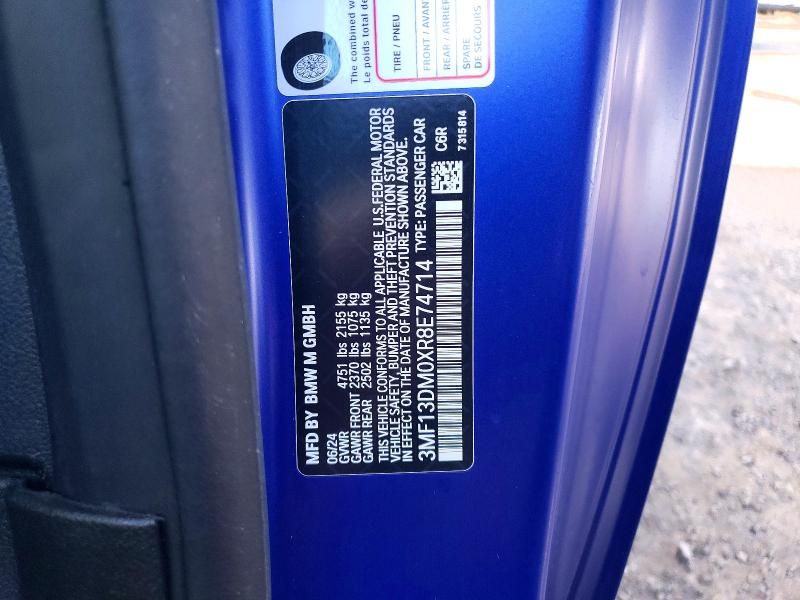 The combined w
Le poids total de
TIRE / PNEU
FRONT / AVAN
REAR / ARRIÈR
SPARE
DE SECOURS
MFD BY BMW M GMBH
06/24
GVWR 4751 lbs 2155 kg
GAWR FRONT 2370 lbs 1075 kg
GAWR REAR 2502 lbs 1135 kg
THIS VEHICLE CONFORMS TO ALL APPLICABLE U.S.FEDERAL MOTOR
VEHICLE SAFETY, BUMPER AND THEFT PREVENTION STANDARDS
IN EFFECT ON THE DATE OF MANUFACTURE SHOWN ABOVE.
3MF13DM0XR8E74714 TYPE: PASSENGER CAR
C6R
7315814